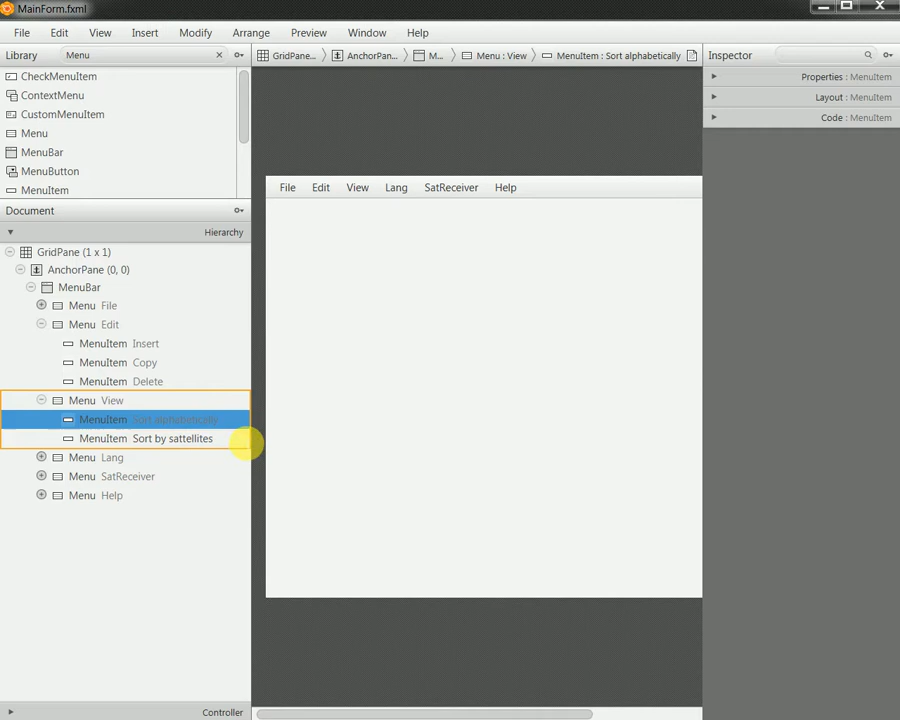 MainForm.fxml
File Edit View Insert Modify Arrange Preview Window Help
Library Menu
GridPane... AnchorPan... M... Menu : View MenuItem : Sort alphabetically
Inspector
CheckMenuItem
ContextMenu
CustomMenuItem
Menu
MenuBar
MenuButton
MenuItem
Properties : MenuItem
Layout : MenuItem
Code : MenuItem
Document
Hierarchy
GridPane (1 x 1)
AnchorPane (0, 0)
MenuBar
Menu File
Menu Edit
MenuItem Insert
MenuItem Copy
MenuItem Delete
Menu View
MenuItem Sort alphabetically
MenuItem Sort by sattellites
Menu Lang
Menu SatReceiver
Menu Help
File Edit View Lang SatReceiver Help
Controller